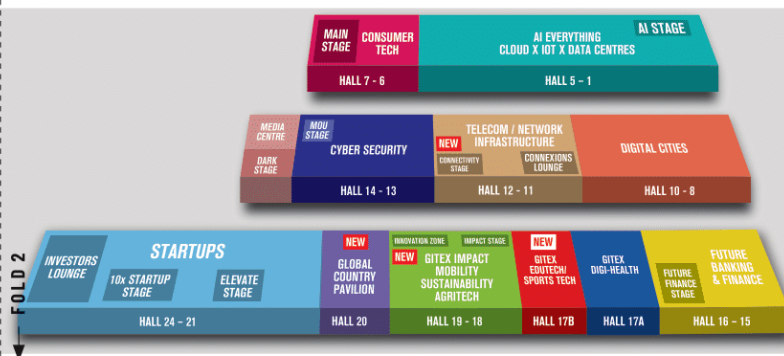 MAIN
STAGE
CONSUMER
TECH
AI EVERYTHING
CLOUD X IOT X DATA CENTRES
AI STAGE
HALL 7 - 6
HALL 5 – 1
MEDIA
CENTRE
DARK
STAGE
MOU
STAGE
CYBER SECURITY
TELECOM / NETWORK
INFRASTRUCTURE
NEW
CONNECTIVITY
STAGE
CONNEXIONS
LOUNGE
DIGITAL CITIES
HALL 14 - 13
HALL 12 - 11
HALL 10 - 8
INVESTORS
LOUNGE
STARTUPS
10x STARTUP
STAGE
ELEVATE
STAGE
NEW
GLOBAL
COUNTRY
PAVILION
INNOVATION ZONE
IMPACT STAGE
NEW
GITEX IMPACT
MOBILITY
SUSTAINABILITY
AGRITECH
NEW
GITEX
EDUTECH/
SPORTS TECH
GITEX
DIGI-HEALTH
FUTURE
FINANCE
STAGE
FUTURE
BANKING
& FINANCE
HALL 24 – 21
HALL 20
HALL 19 - 18
HALL 17B
HALL 17A
HALL 16 – 15
FOLD 2